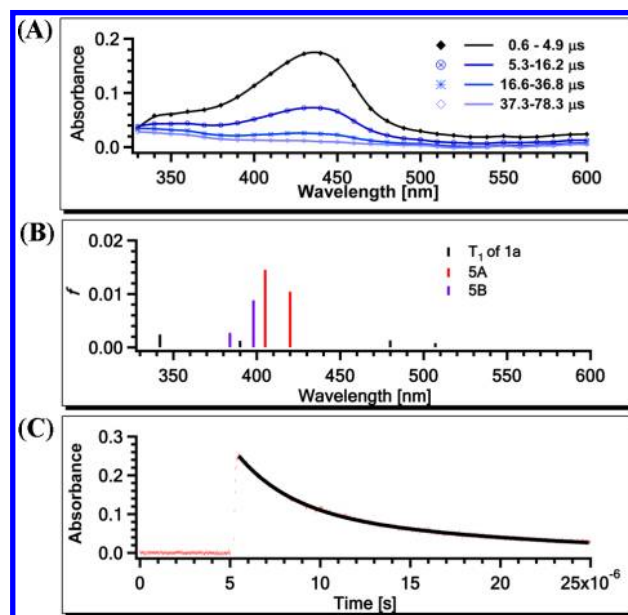 (A)
0.2
0.1
0.0
Absorbance
0.6 - 4.9 µs
5.3-16.2 µs
16.6-36.8 µs
37.3-78.3 µs
350 400 450 500 550 600
Wavelength [nm]
(B)
0.02
0.01
0.00
f
T1 of 1a
5A
5B
350 400 450 500 550 600
Wavelength [nm]
(C)
0.3
0.2
0.1
0.0
Absorbance
0 5 10 15 20 25x10-6
Time [s]